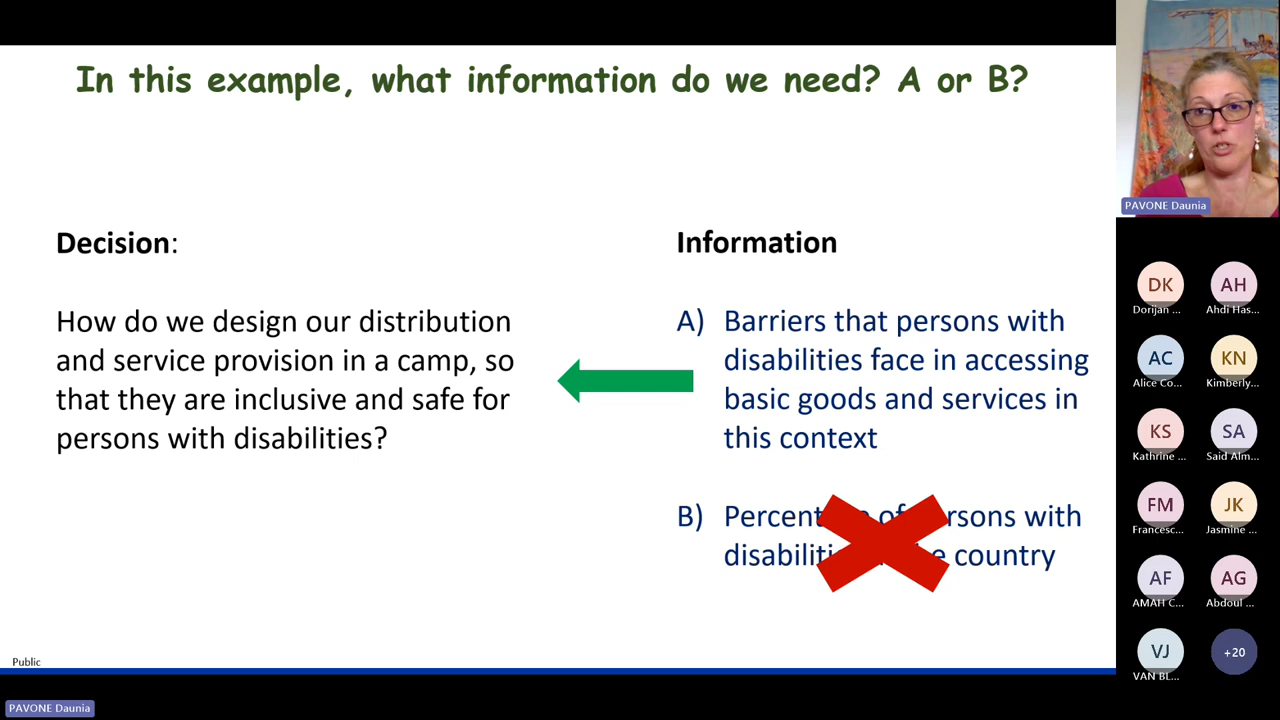 In this example, what information do we need? A or B?
Decision:
How do we design our distribution
and service provision in a camp, so
that they are inclusive and safe for
persons with disabilities?
Information
A) Barriers that persons with
disabilities face in accessing
basic goods and services in
this context
B) of persons with
country
Public
PAVONE Daunia
PAVONE Daunia
DK
AH
Dorijan ...
Ahdi Has...
AC
KN
Alice Co...
Kimberly...
KS
SA
Kathrine ...
Said Alm...
FM
JK
Francesc...
Jasmine ...
AF
AG
AMAH C...
Abdoul ...
VJ
+20
VAN BL...